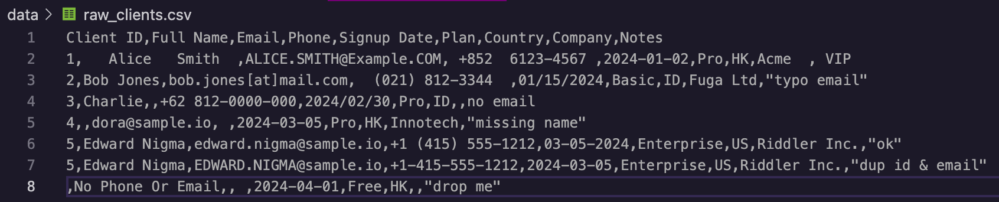 data > raw_clients.csv
1 Client ID,Full Name,Email,Phone,Signup Date,Plan,Country,Company,Notes
2 1,   Alice   Smith  ,ALICE.SMITH@Example.COM, +852  6123-4567 ,2024-01-02,Pro,HK,Acme  , VIP
3 2,Bob Jones,bob.jones[at]mail.com,  (021) 812-3344  ,01/15/2024,Basic,ID,Fuga Ltd,"typo email"
4 3,Charlie,,+62 812-0000-000,2024/02/30,Pro,ID,,no email
5 4,,dora@sample.io, ,2024-03-05,Pro,HK,Innotech,"missing name"
6 5,Edward Nigma,edward.nigma@sample.io,+1 (415) 555-1212,03-05-2024,Enterprise,US,Riddler Inc.,"ok"
7 5,Edward Nigma,EDWARD.NIGMA@sample.io,+1-415-555-1212,2024-03-05,Enterprise,US,Riddler Inc.,"dup id & email"
8 ,No Phone Or Email,, ,2024-04-01,Free,HK,,"drop me"